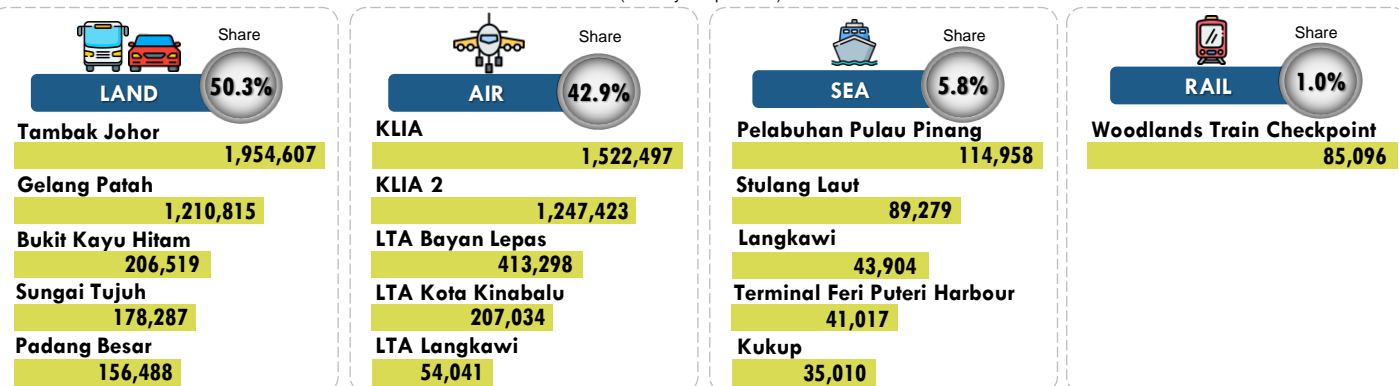 Share
LAND
50.3%
Tambak Johor
1,954,607
Gelang Patah
1,210,815
Bukit Kayu Hitam
206,519
Sungai Tujuh
178,287
Padang Besar
156,488
Share
AIR
42.9%
KLIA
1,522,497
KLIA 2
1,247,423
LTA Bayan Lepas
413,298
LTA Kota Kinabalu
207,034
LTA Langkawi
54,041
Share
SEA
5.8%
Pelabuhan Pulau Pinang
114,958
Stulang Laut
89,279
Langkawi
43,904
Terminal Feri Puteri Harbour
41,017
Kukup
35,010
Share
RAIL
1.0%
Woodlands Train Checkpoint
85,096